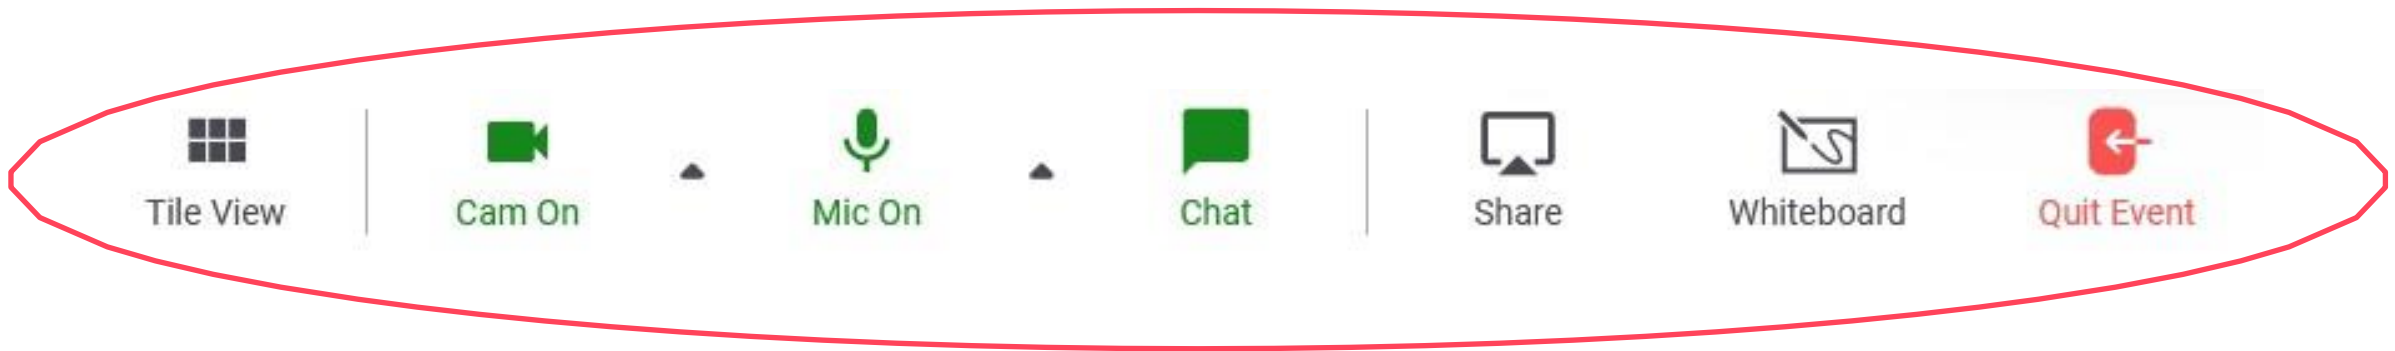 Tile View
Cam On
Mic On
Chat
Share
Whiteboard
Quit Event